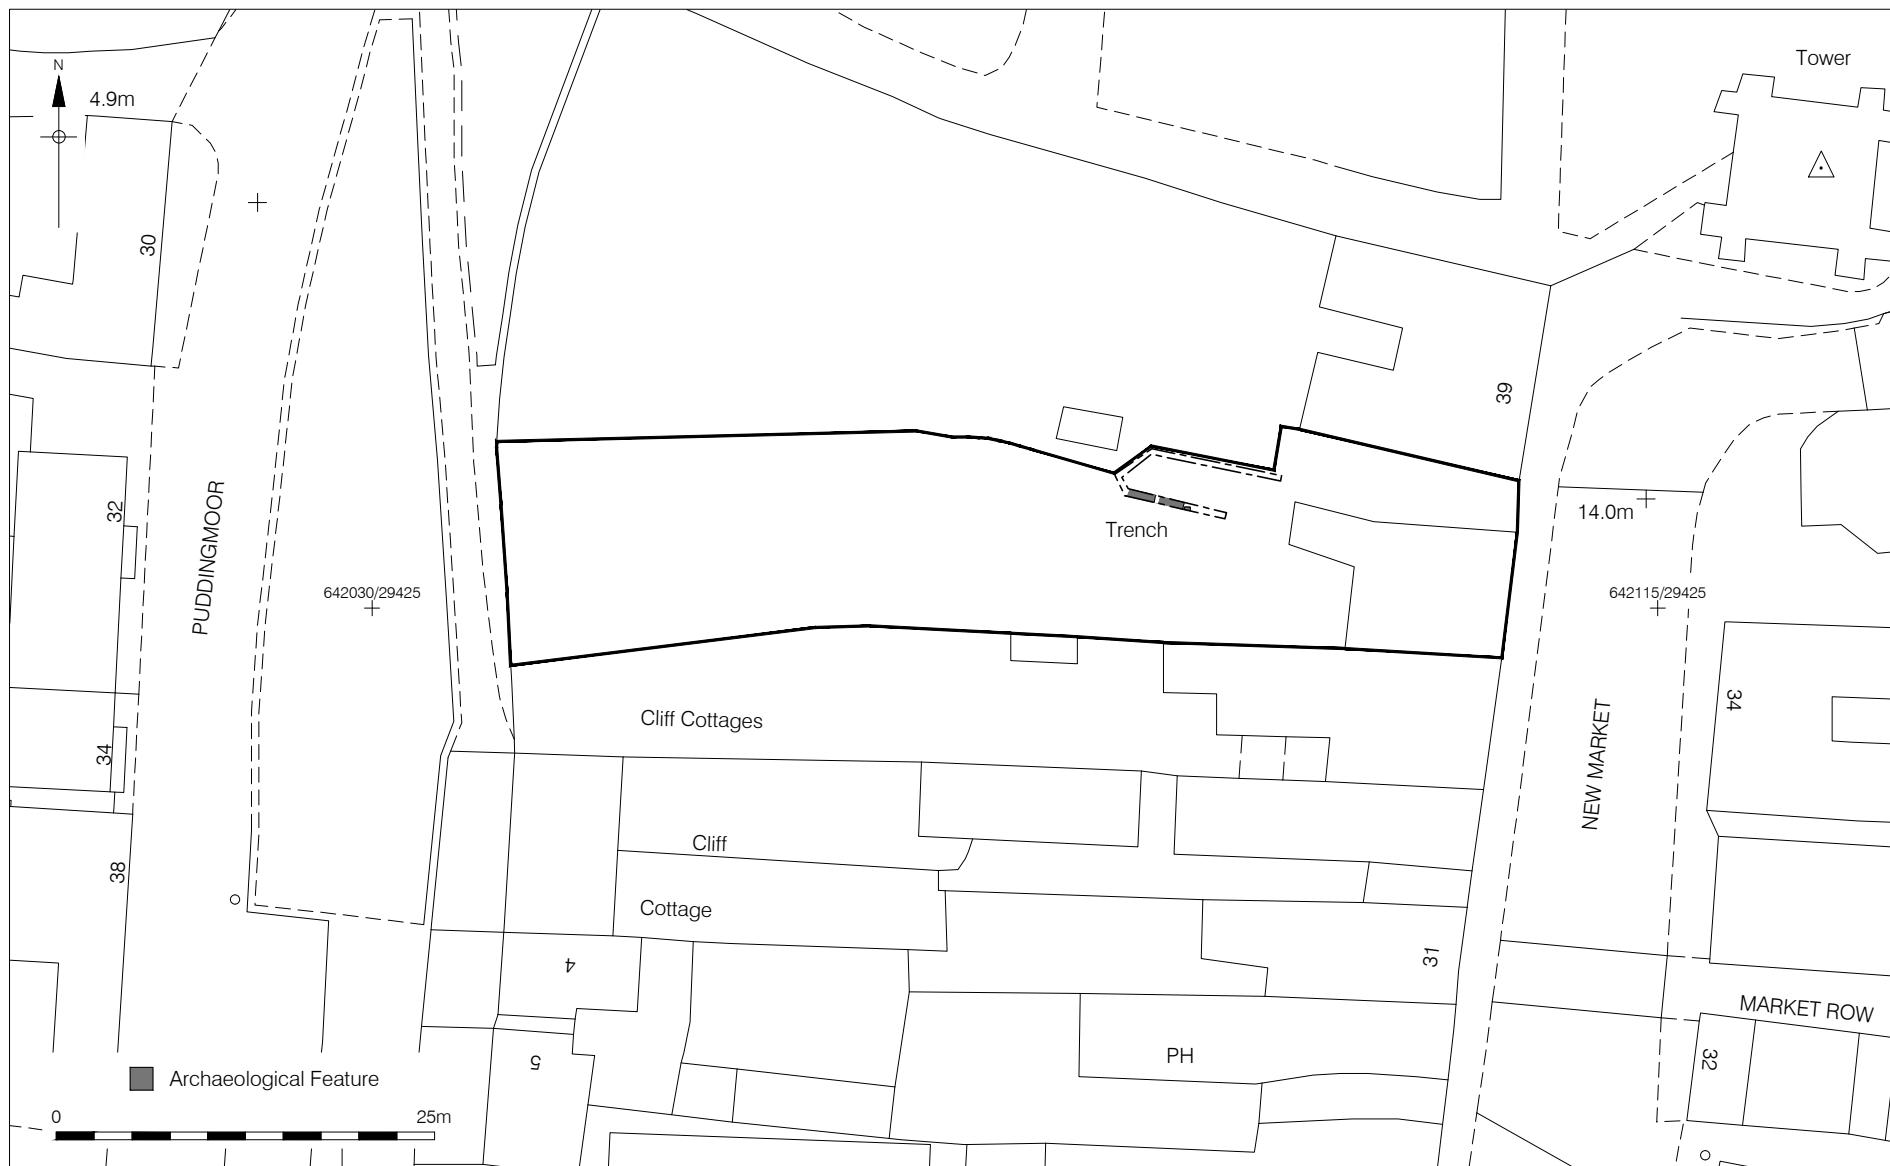 Tower
N
4.9m
30
39
32
PUDDINGMOOR
14.0m
Trench
642030/29425
642115/29425
34
Cliff Cottages
NEW MARKET
34
Cliff
38
Cottage
31
4
MARKET ROW
PH
5
32
Archaeological Feature
0 25m